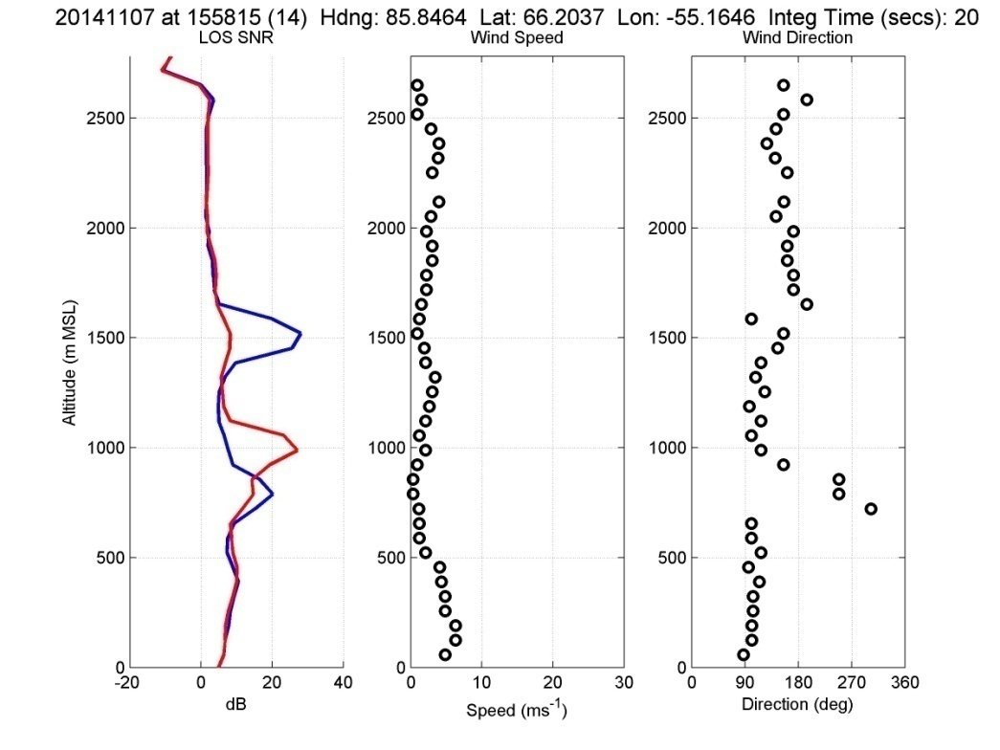 20141107 at 155815 (14) Hdng: 85.8464 Lat: 66.2037 Lon: -55.1646 Integ Time (secs): 20
LOS SNR Wind Speed Wind Direction
2500 2500 2500
2000 2000 2000
1500 1500 1500
1000 1000 1000
500 500 500
0 0 0
Altitude (m MSL)
-20 0 20 40 0 10 20 30 0 90 180 270 360
dB Speed (ms-1) Direction (deg)